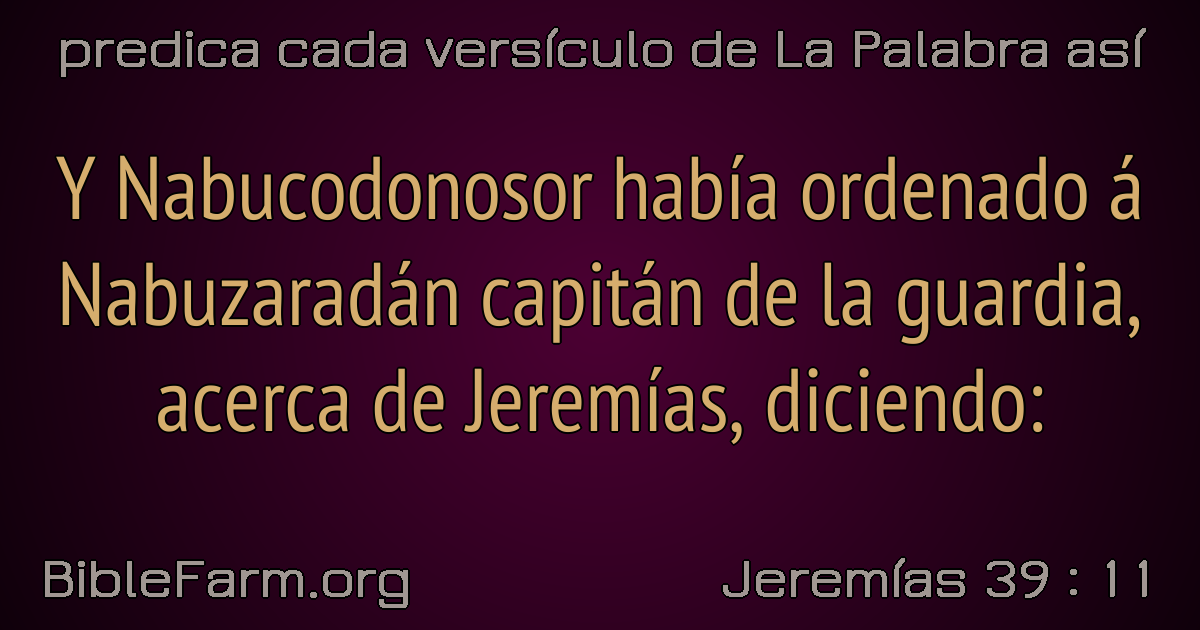 predica cada versículo de La Palabra así
Y Nabucodonosor había ordenado á
Nabuzaradán capitán de la guardia,
acerca de Jeremías, diciendo:
BibleFarm.org
Jeremías 39 : 11